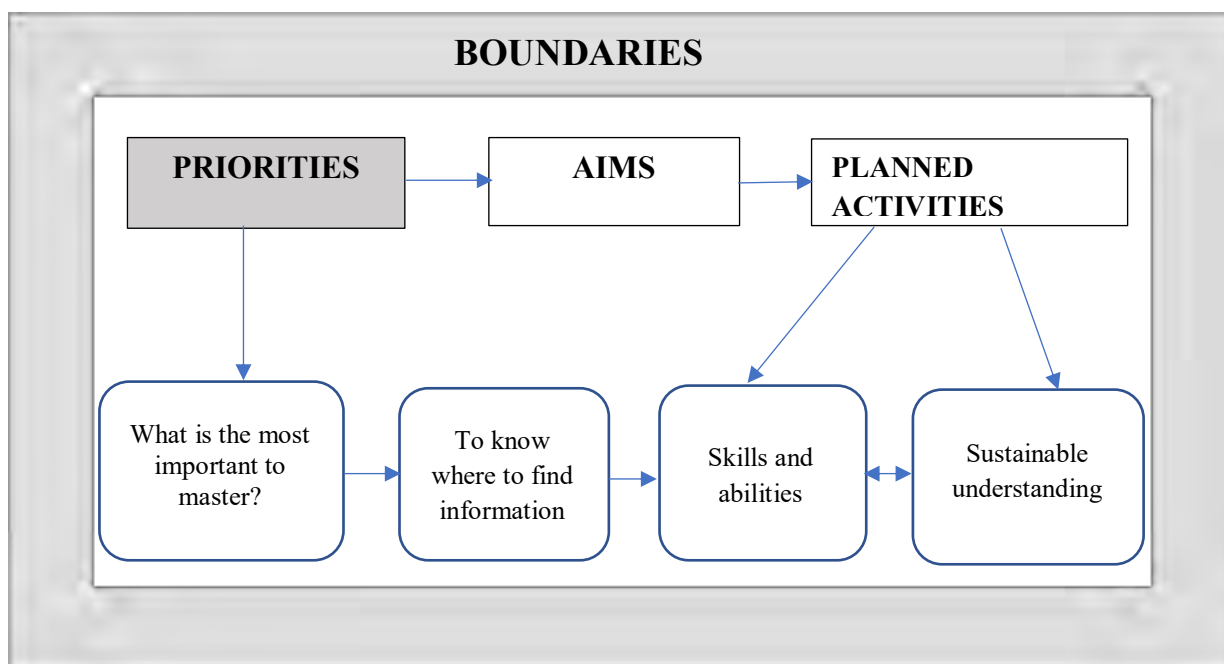 BOUNDARIES
PRIORITIES
AIMS
PLANNED
ACTIVITIES
What is the most
important to
master?
To know
where to find
information
Skills and
abilities
Sustainable
understanding